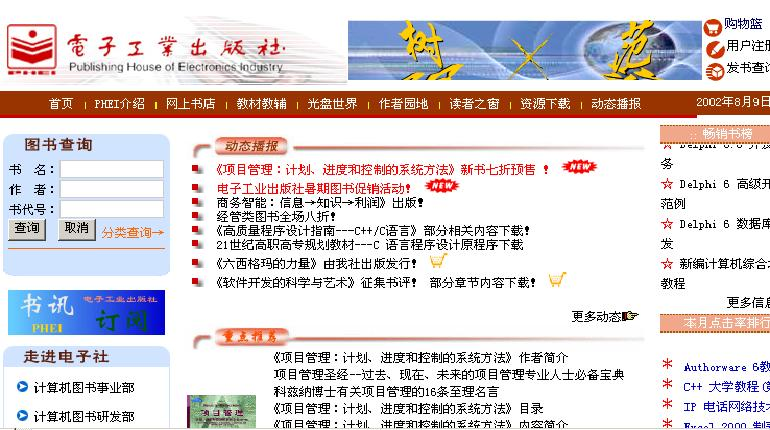 電子工業出版社
Publishing House of Electronics Industry
PHEI
树 范
购物篮
用户注册
发书查询
首页 | PHEI介绍 | 网上书店 | 教材教辅 | 光盘世界 | 作者园地 | 读者之窗 | 资源下载 | 动态播报
2002年8月9日
图书查询
书 名:
作 者:
书代号:
查询 取消 分类查询→
书讯
电子工业出版社
PHEI 订阅
走进电子社
计算机图书事业部
计算机图书研发部
动态播报
《项目管理:计划、进度和控制的系统方法》新书七折预售 ! NEW
电子工业出版社暑期图书促销活动! NEW
商务智能:信息→知识→利润》出版!
经管类图书全场八折!
《高质量程序设计指南---C++/C语言》部分相关内容下载!
21世纪高职高专规划教材---C 语言程序设计原程序下载
《六西格玛的力量》由我社出版发行!
《软件开发的科学与艺术》征集书评! 部分章节内容下载!
更多动态
重点推荐
《项目管理:计划、进度和控制的系统方法》作者简介
项目管理圣经--过去、现在、未来的项目管理专业人士必备宝典
科兹纳博士有关项目管理的16条至理名言
《项目管理:计划、进度和控制的系统方法》目录
《项目管理:计划、进度和控制的系统方法》内容简介
项目管理
:: 畅销书榜
务
☆ Delphi 6 高级开
范例
☆ Delphi 6 数据库
发
☆ 新编计算机综合
教程
更多信息
本月点击率排行
* Authorware 6教
* C++ 大学教程(
* IP 电话网络技
* Excel 2000